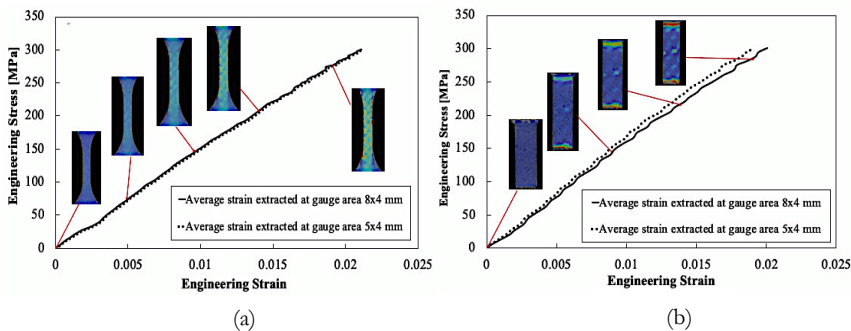 350
300
250
200
150
100
50
0
Engineering Stress [MPa]
Average strain extracted at gauge area 8x4 mm
Average strain extracted at gauge area 5x4 mm
0 0.005 0.01 0.015 0.02 0.025
Engineering Strain
(a)
350
300
250
200
150
100
50
0
Engineering Stress [MPa]
Average strain extracted at gauge area 8x4 mm
Average strain extracted at gauge area 5x4 mm
0 0.005 0.01 0.015 0.02 0.025
Engineering Strain
(b)